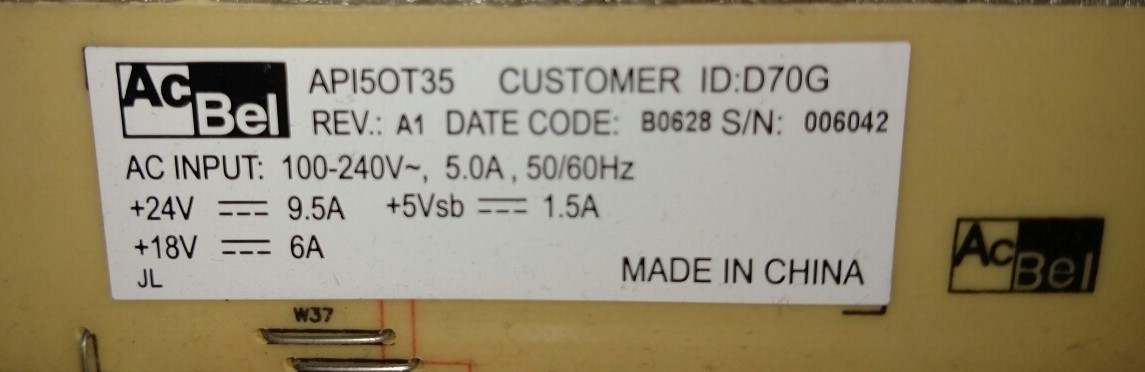 AcBel API5OT35 CUSTOMER ID:D70G
REV.: A1 DATE CODE: B0628 S/N: 006042
AC INPUT: 100-240V~, 5.0A, 50/60Hz
+24V ⎓ 9.5A +5Vsb ⎓ 1.5A
+18V ⎓ 6A
JL MADE IN CHINA
AcBel
W37